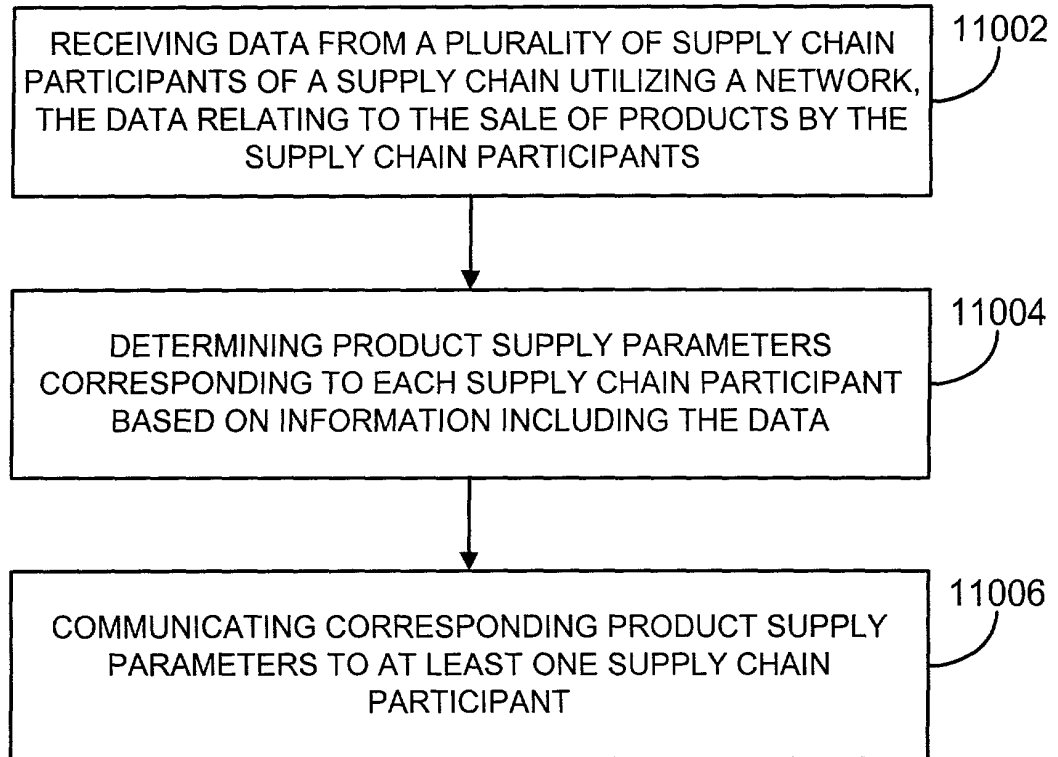 RECEIVING DATA FROM A PLURALITY OF SUPPLY CHAIN
PARTICIPANTS OF A SUPPLY CHAIN UTILIZING A NETWORK,
THE DATA RELATING TO THE SALE OF PRODUCTS BY THE
SUPPLY CHAIN PARTICIPANTS
11002
DETERMINING PRODUCT SUPPLY PARAMETERS
CORRESPONDING TO EACH SUPPLY CHAIN PARTICIPANT
BASED ON INFORMATION INCLUDING THE DATA
11004
COMMUNICATING CORRESPONDING PRODUCT SUPPLY
PARAMETERS TO AT LEAST ONE SUPPLY CHAIN
PARTICIPANT
11006